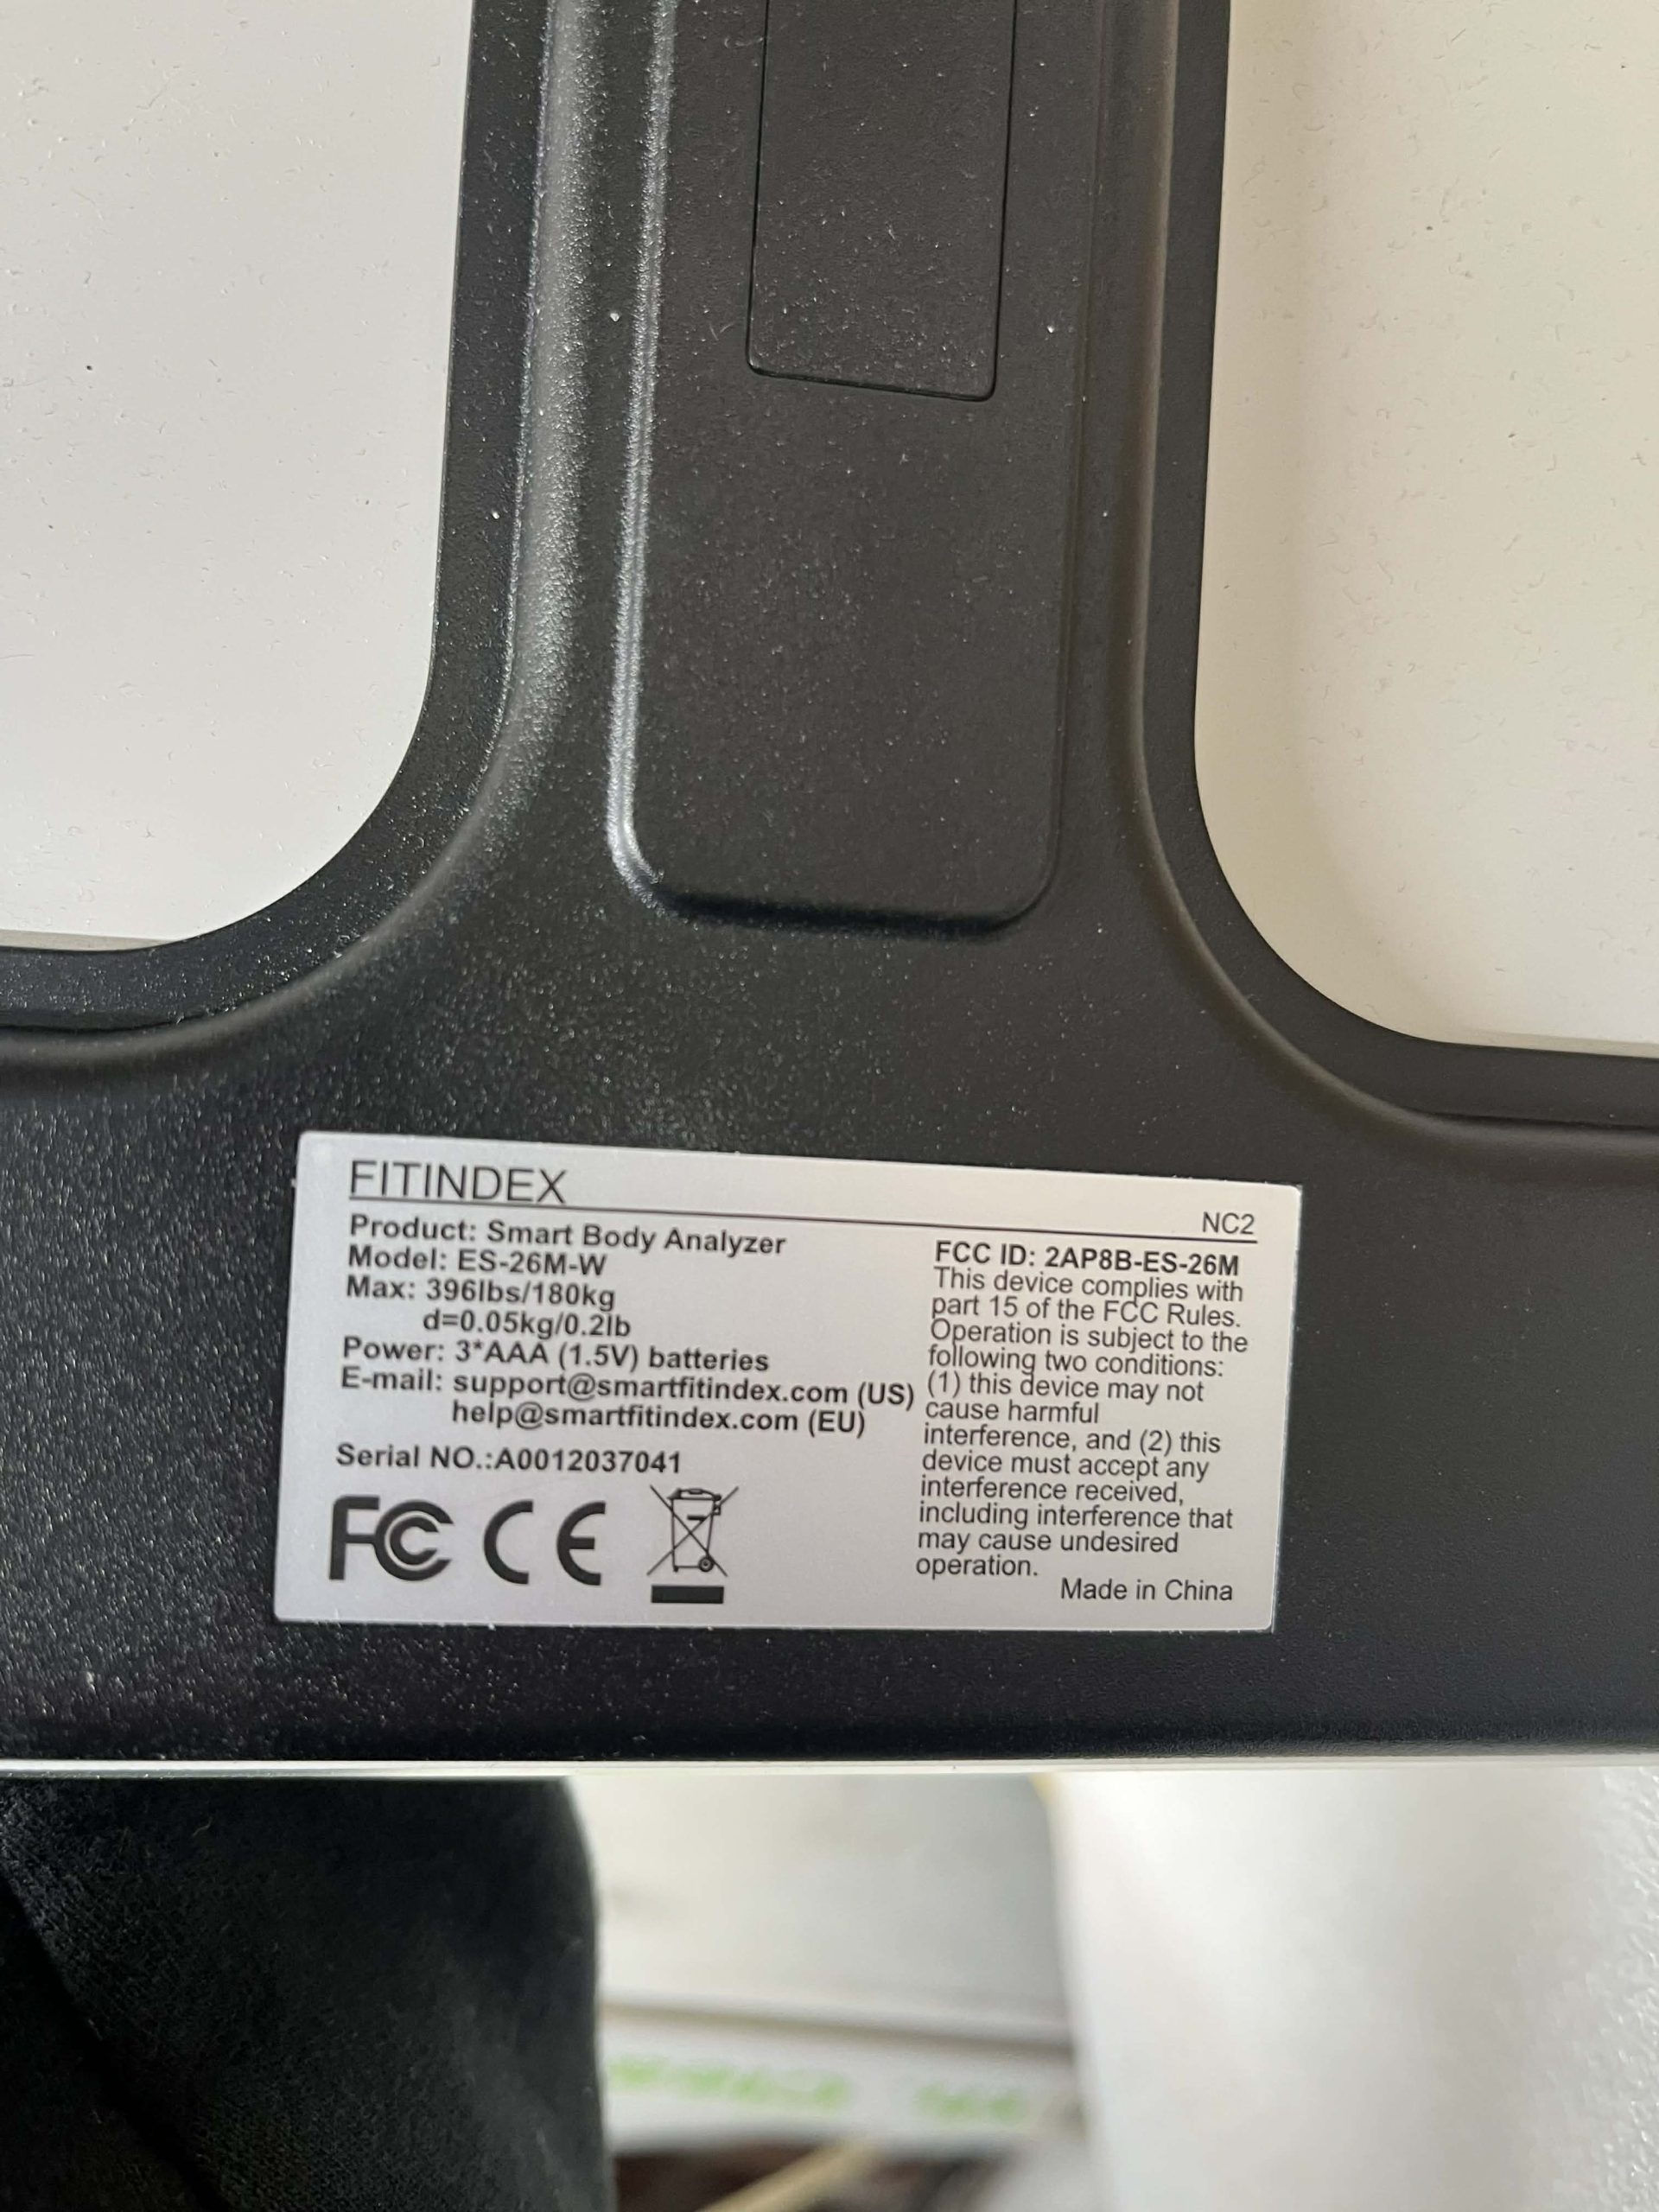 FITINDEX
NC2
Product: Smart Body Analyzer
Model: ES-26M-W
Max: 396lbs/180kg
d=0.05kg/0.2lb
Power: 3*AAA (1.5V) batteries
E-mail: support@smartfitindex.com (US)
help@smartfitindex.com (EU)
Serial NO.:A0012037041
FC CE
FCC ID: 2AP8B-ES-26M
This device complies with
part 15 of the FCC Rules.
Operation is subject to the
following two conditions:
(1) this device may not
cause harmful
interference, and (2) this
device must accept any
interference received,
including interference that
may cause undesired
operation.
Made in China